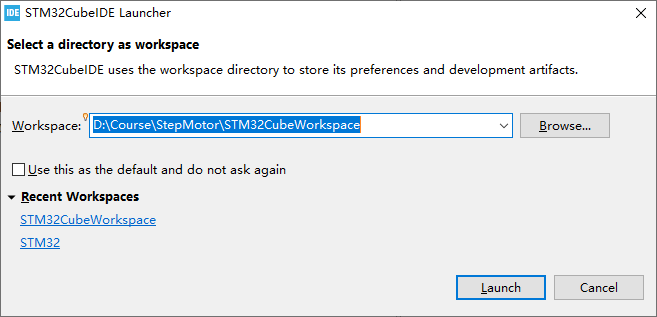 IDE STM32CubeIDE Launcher
Select a directory as workspace
STM32CubeIDE uses the workspace directory to store its preferences and development artifacts.
Workspace: D:\Course\StepMotor\STM32CubeWorkspace Browse...
Use this as the default and do not ask again
Recent Workspaces
STM32CubeWorkspace
STM32
Launch Cancel